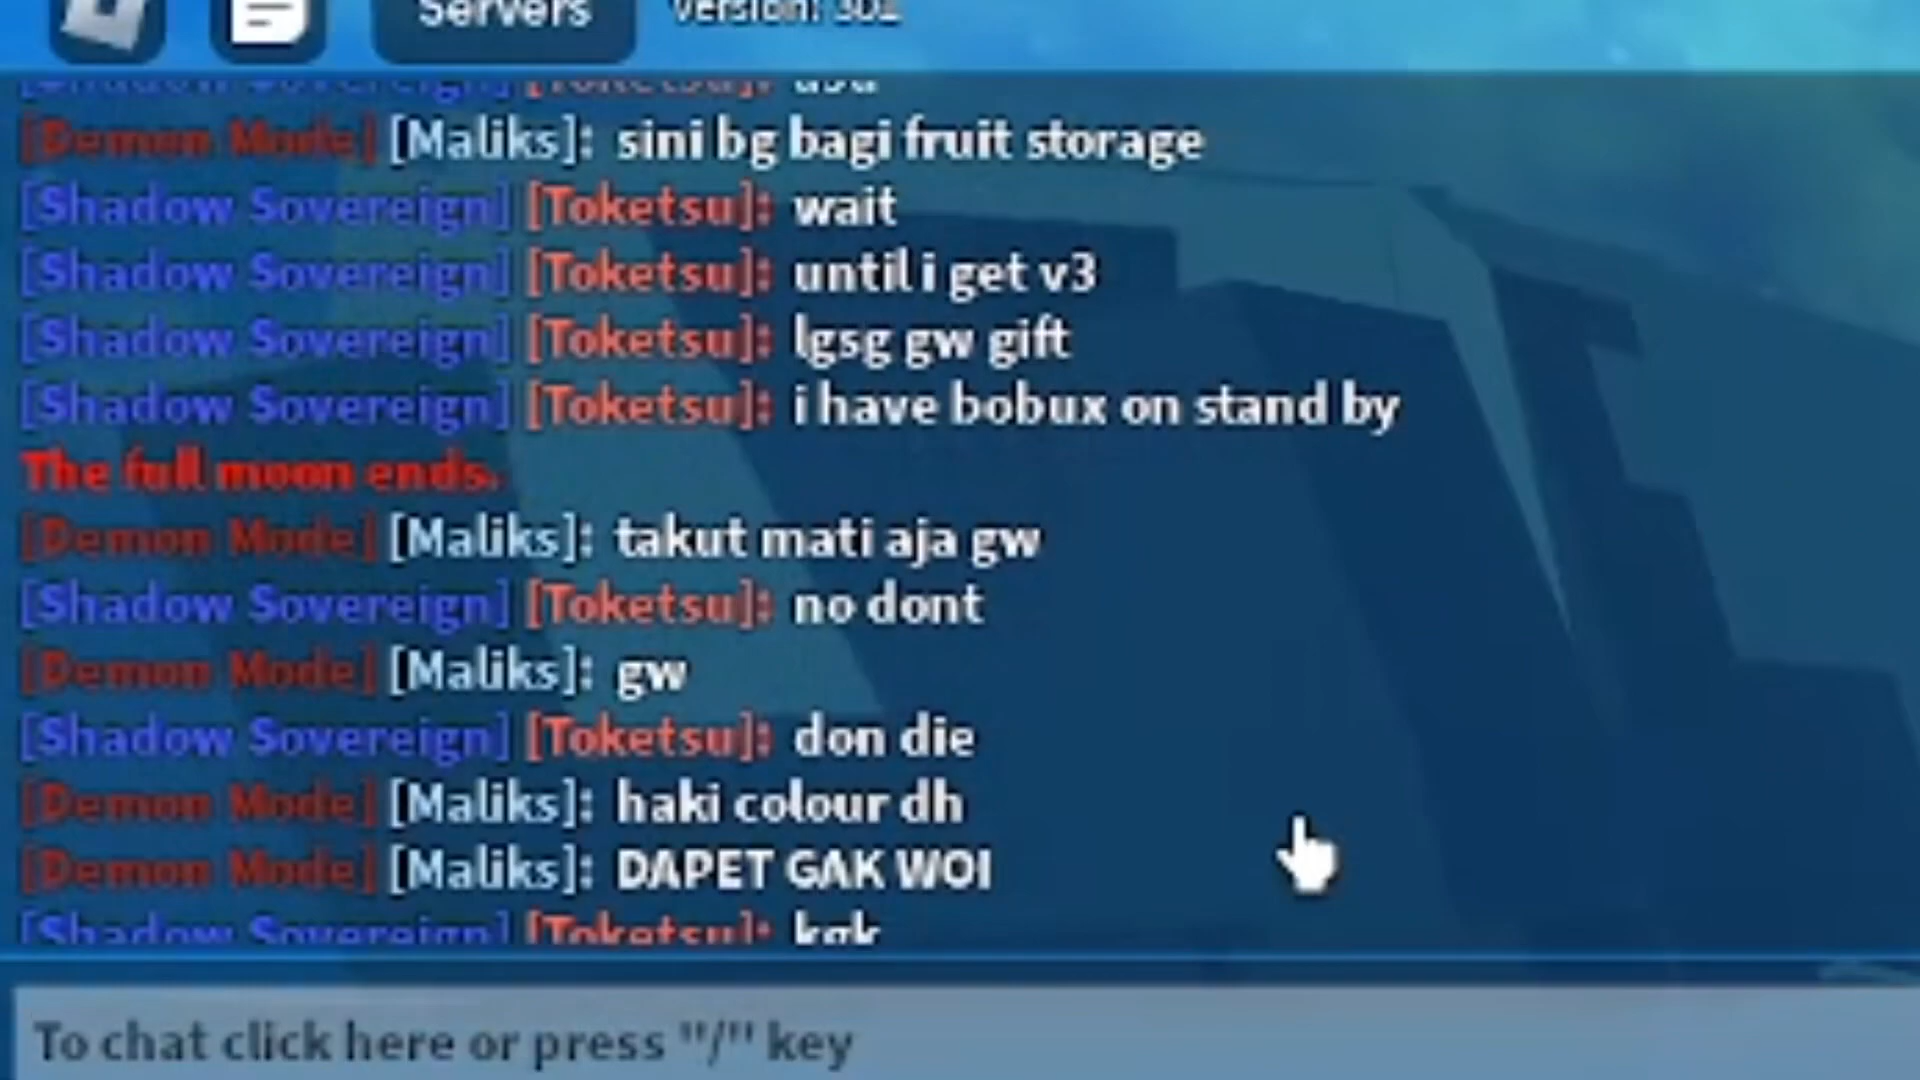 Servers
[Shadow Sovereign] [Toketsu]:
[Demon Mode] [Maliks]: sini bg bagi fruit storage
[Shadow Sovereign] [Toketsu]: wait
[Shadow Sovereign] [Toketsu]: until i get v3
[Shadow Sovereign] [Toketsu]: lgsg gw gift
[Shadow Sovereign] [Toketsu]: i have bobux on stand by
The full moon ends.
[Demon Mode] [Maliks]: takut mati aja gw
[Shadow Sovereign] [Toketsu]: no dont
[Demon Mode] [Maliks]: gw
[Shadow Sovereign] [Toketsu]: don die
[Demon Mode] [Maliks]: haki colour dh
[Demon Mode] [Maliks]: DAPET GAK WOI
[Shadow Sovereign] [Toketsu]: kgk
To chat click here or press "/" key